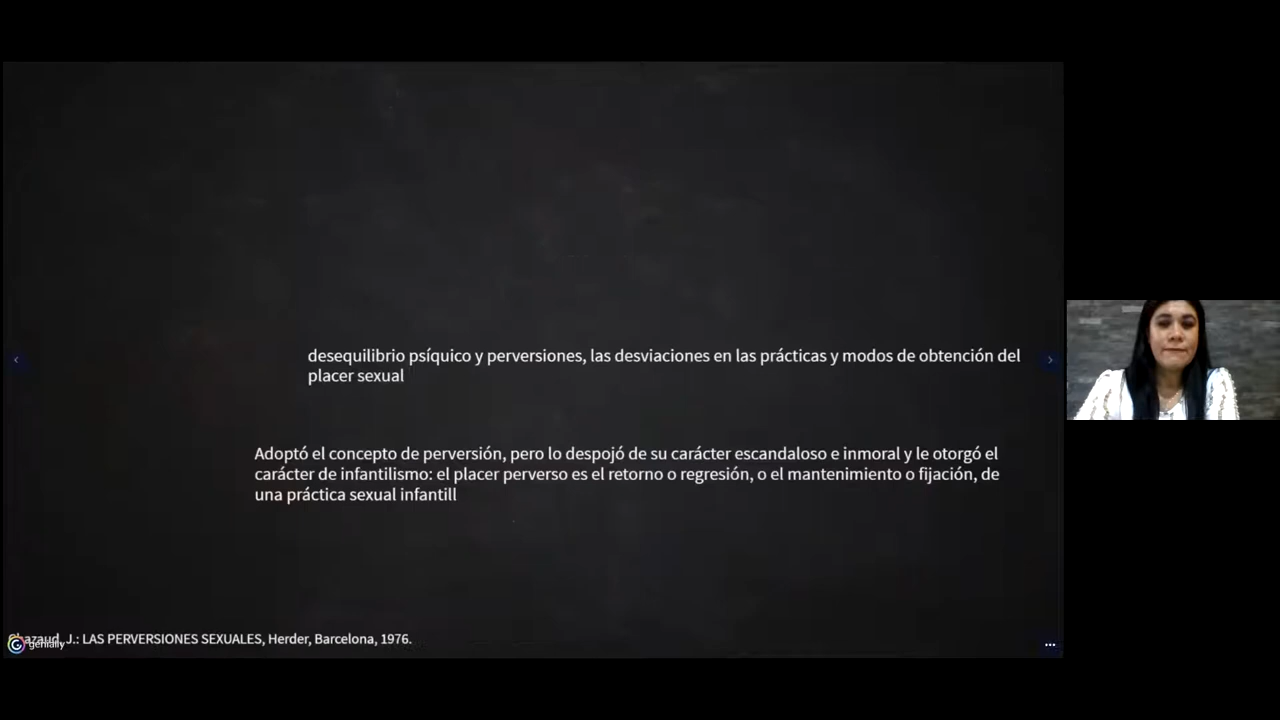 desequilibrio psíquico y perversiones, las desviaciones en las prácticas y modos de obtención del
placer sexual
Adoptó el concepto de perversión, pero lo despojó de su carácter escandaloso e inmoral y le otorgó el
carácter de infantilismo: el placer perverso es el retorno o regresión, o el mantenimiento o fijación, de
una práctica sexual infantill
Chazaud, J.: LAS PERVERSIONES SEXUALES, Herder, Barcelona, 1976.
genially